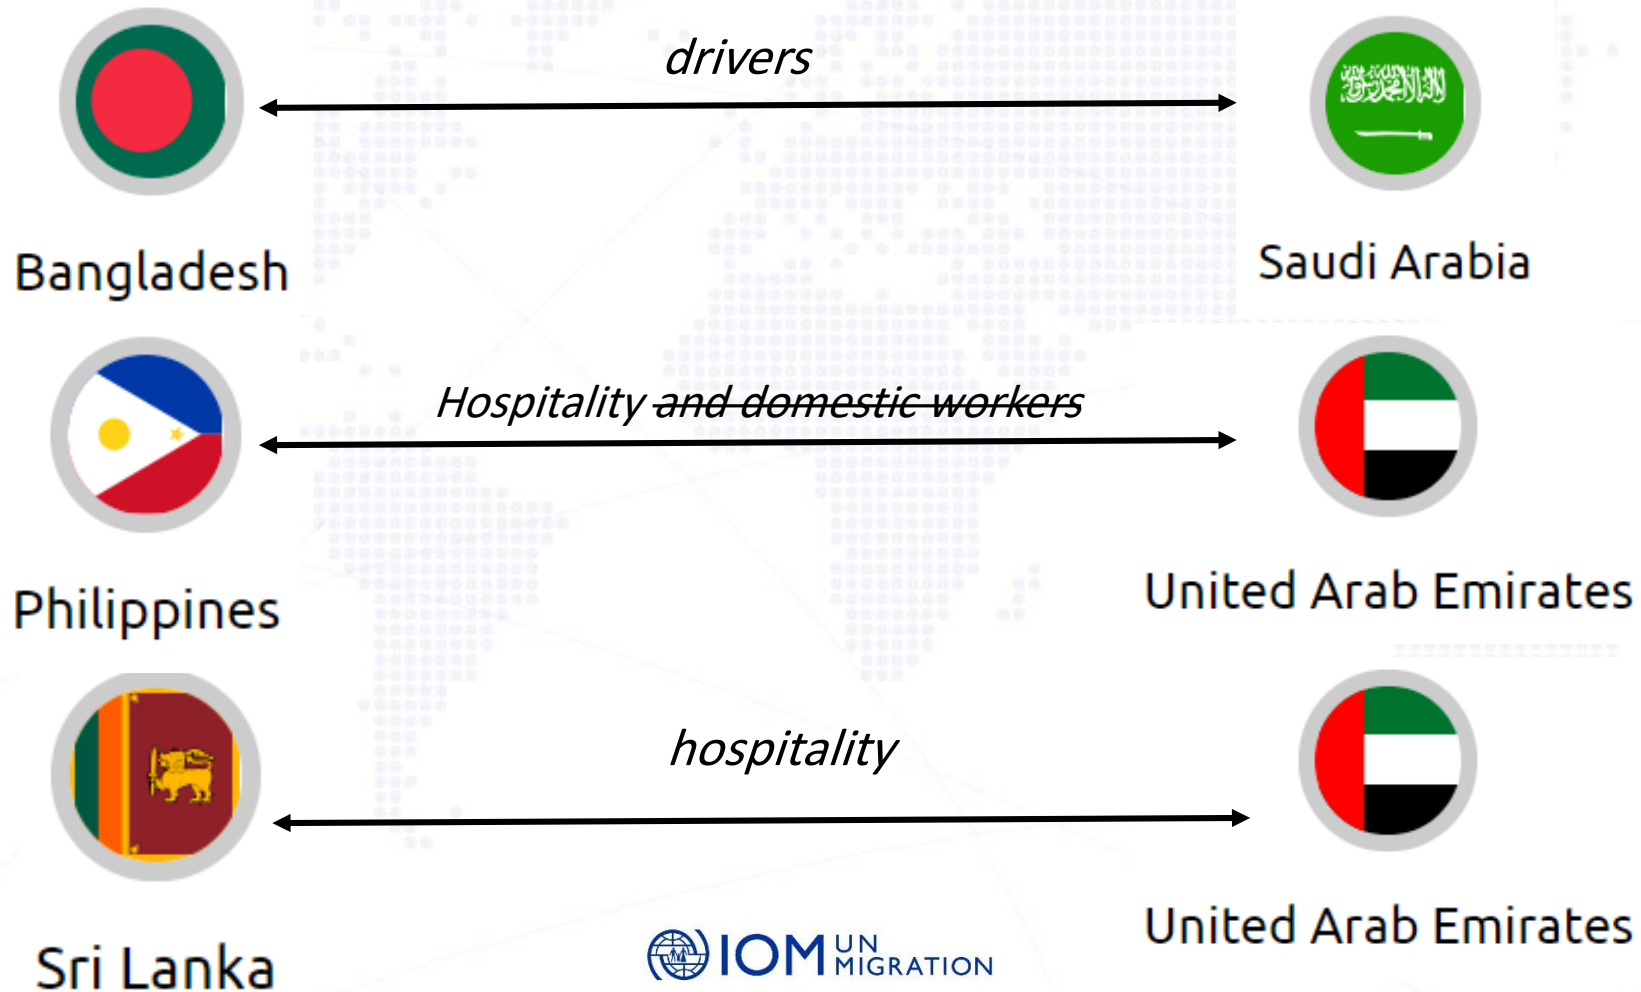 drivers
Bangladesh
Saudi Arabia
Hospitality and domestic workers
Philippines
United Arab Emirates
hospitality
Sri Lanka
United Arab Emirates
IOM UN MIGRATION